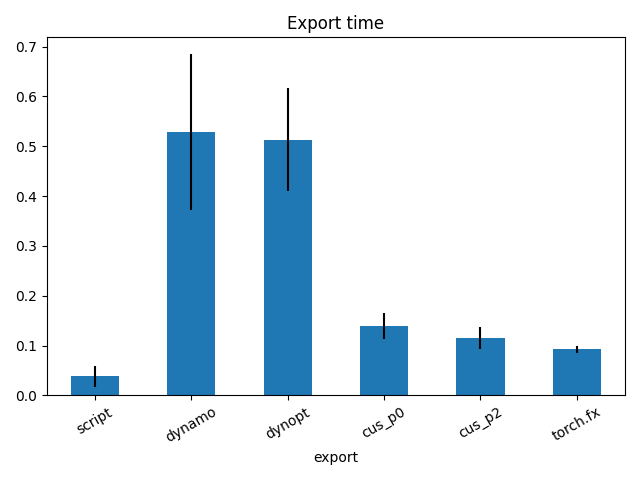 Export time
0.7
0.6
0.5
0.4
0.3
0.2
0.1
0.0
script
dynamo
dynopt
cus_p0
cus_p2
torch.fx
export